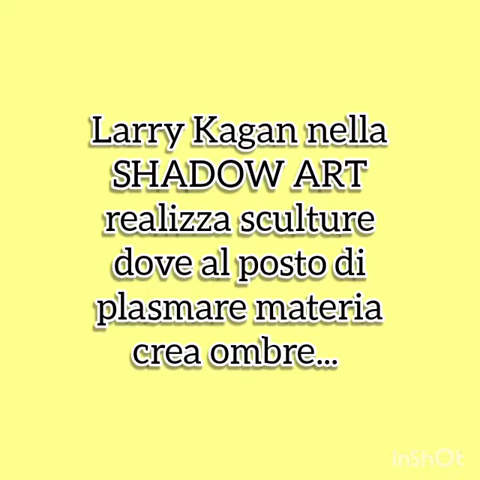 Larry Kagan nella
SHADOW ART
realizza sculture
dove al posto di
plasmare materia
crea ombre...
InShOt